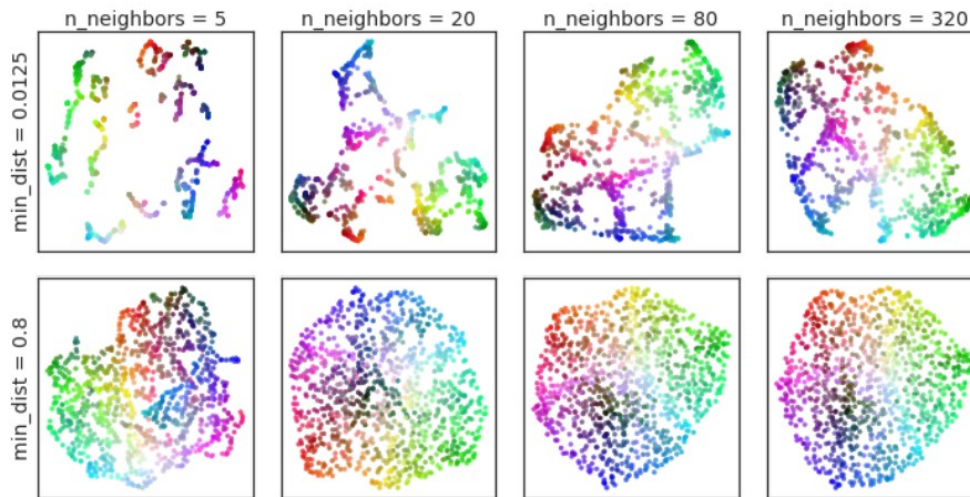 n_neighbors = 5
n_neighbors = 20
n_neighbors = 80
n_neighbors = 320
min_dist = 0.0125
min_dist = 0.8